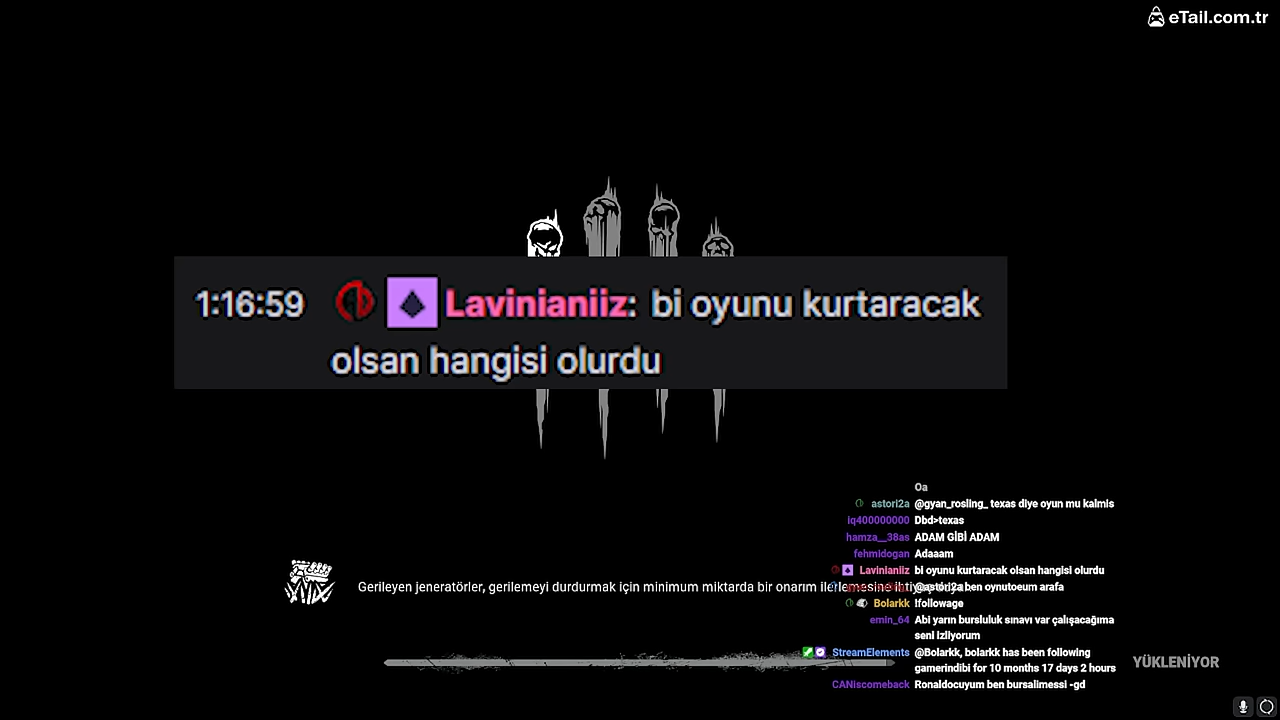 eTail.com.tr
1:16:59 Lavinianiiz: bi oyunu kurtaracak
olsan hangisi olurdu
Oa
astori2a @gyan_rosling_ texas diye oyun mu kalmis
iq400000000 Dbd>texas
hamza__38as ADAM GİBİ ADAM
fehmidogan Adaaam
Lavinianiiz bi oyunu kurtaracak olsan hangisi olurdu
Gerileyen jeneratörler, gerilemeyi durdurmak için minimum miktarda bir onarım ilerlemesine
@astori2a ben oynutoeum arafa
Bolarkk !followage
emin_64 Abi yarın bursluluk sınavı var çalışacağıma
seni izliyorum
StreamElements @Bolarkk, bolarkk has been following
gamerindibi for 10 months 17 days 2 hours
YÜKLENİYOR
CANiscomeback Ronaldocuyum ben bursalimessi -gd